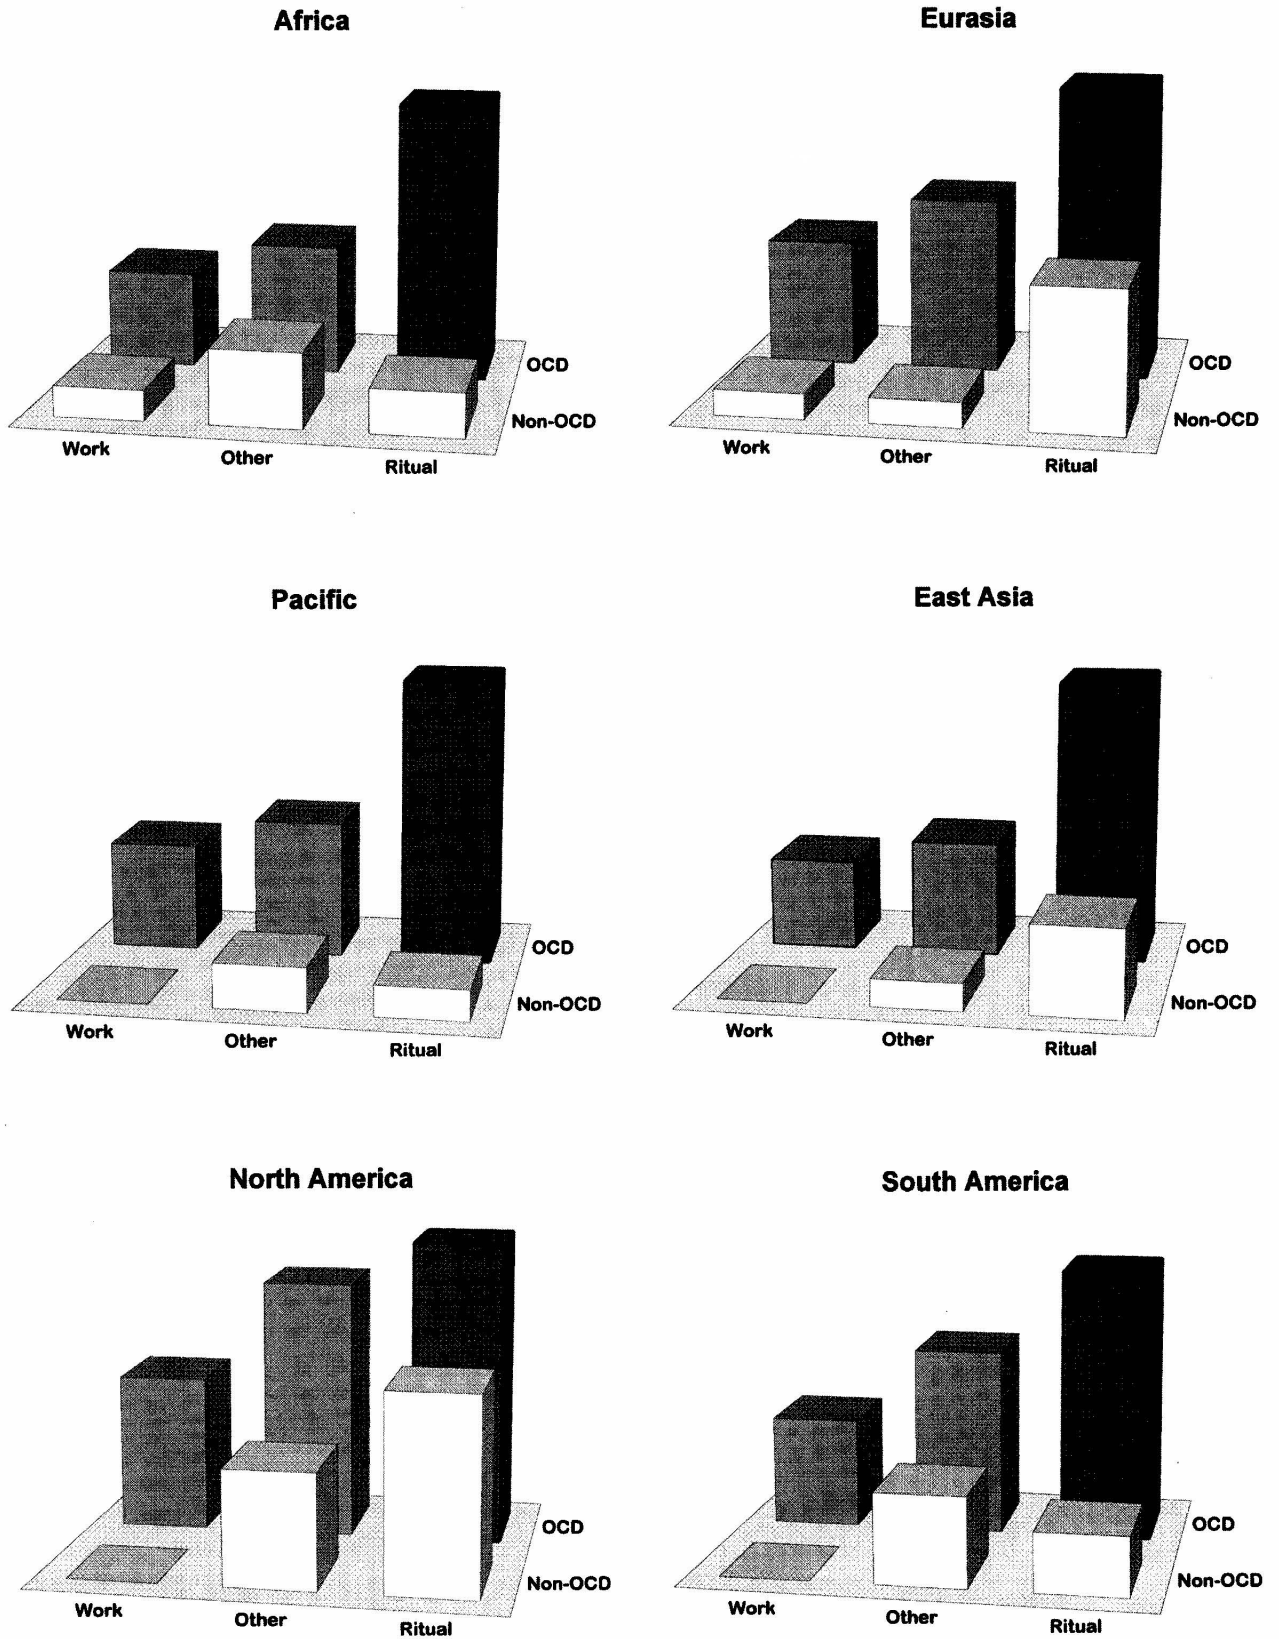 Africa
OCD
Non-OCD
Work
Other
Ritual
Eurasia
OCD
Non-OCD
Work
Other
Ritual
Pacific
OCD
Non-OCD
Work
Other
Ritual
East Asia
OCD
Non-OCD
Work
Other
Ritual
North America
OCD
Non-OCD
Work
Other
Ritual
South America
OCD
Non-OCD
Work
Other
Ritual